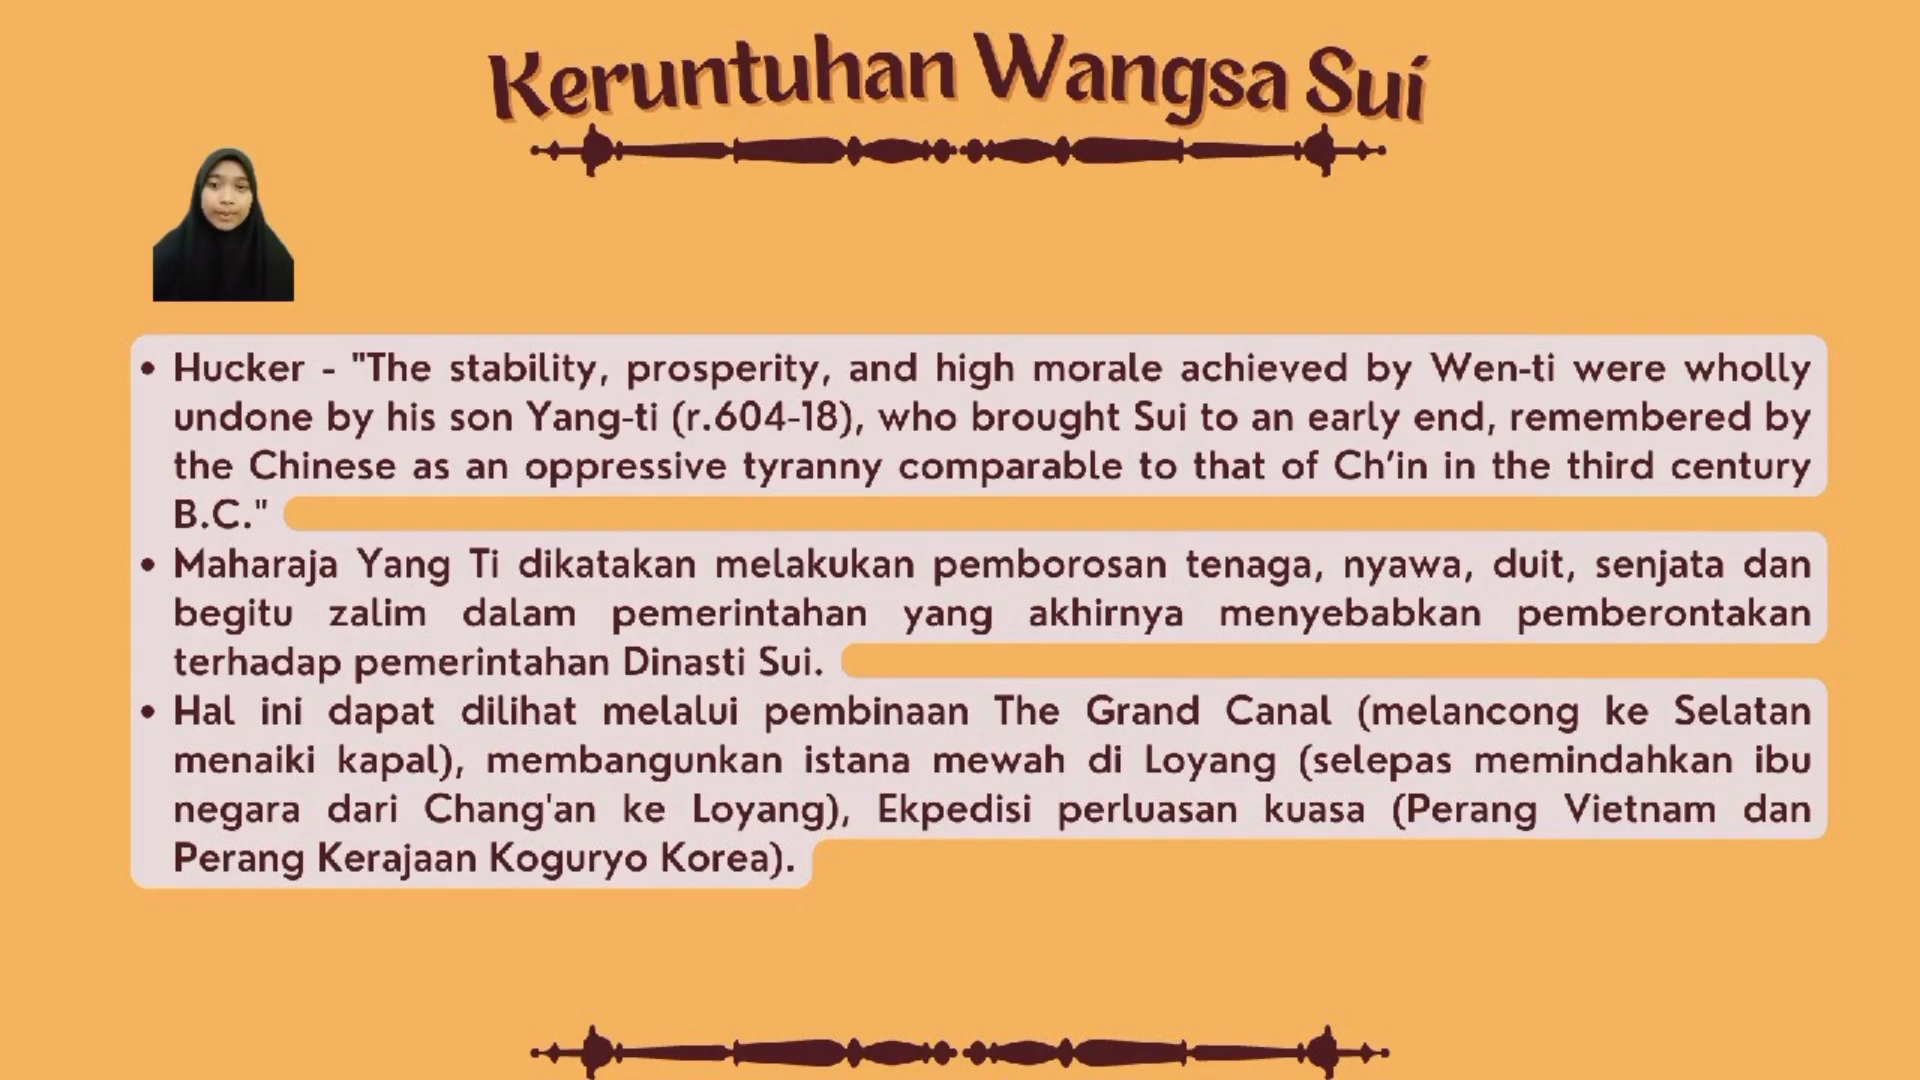 Keruntuhan Wangsa Sui
• Hucker - "The stability, prosperity, and high morale achieved by Wen-ti were wholly
undone by his son Yang-ti (r.604-18), who brought Sui to an early end, remembered by
the Chinese as an oppressive tyranny comparable to that of Ch’in in the third century
B.C."
• Maharaja Yang Ti dikatakan melakukan pemborosan tenaga, nyawa, duit, senjata dan
begitu zalim dalam pemerintahan yang akhirnya menyebabkan pemberontakan
terhadap pemerintahan Dinasti Sui.
• Hal ini dapat dilihat melalui pembinaan The Grand Canal (melancong ke Selatan
menaiki kapal), membangunkan istana mewah di Loyang (selepas memindahkan ibu
negara dari Chang'an ke Loyang), Ekpedisi perluasan kuasa (Perang Vietnam dan
Perang Kerajaan Koguryo Korea).